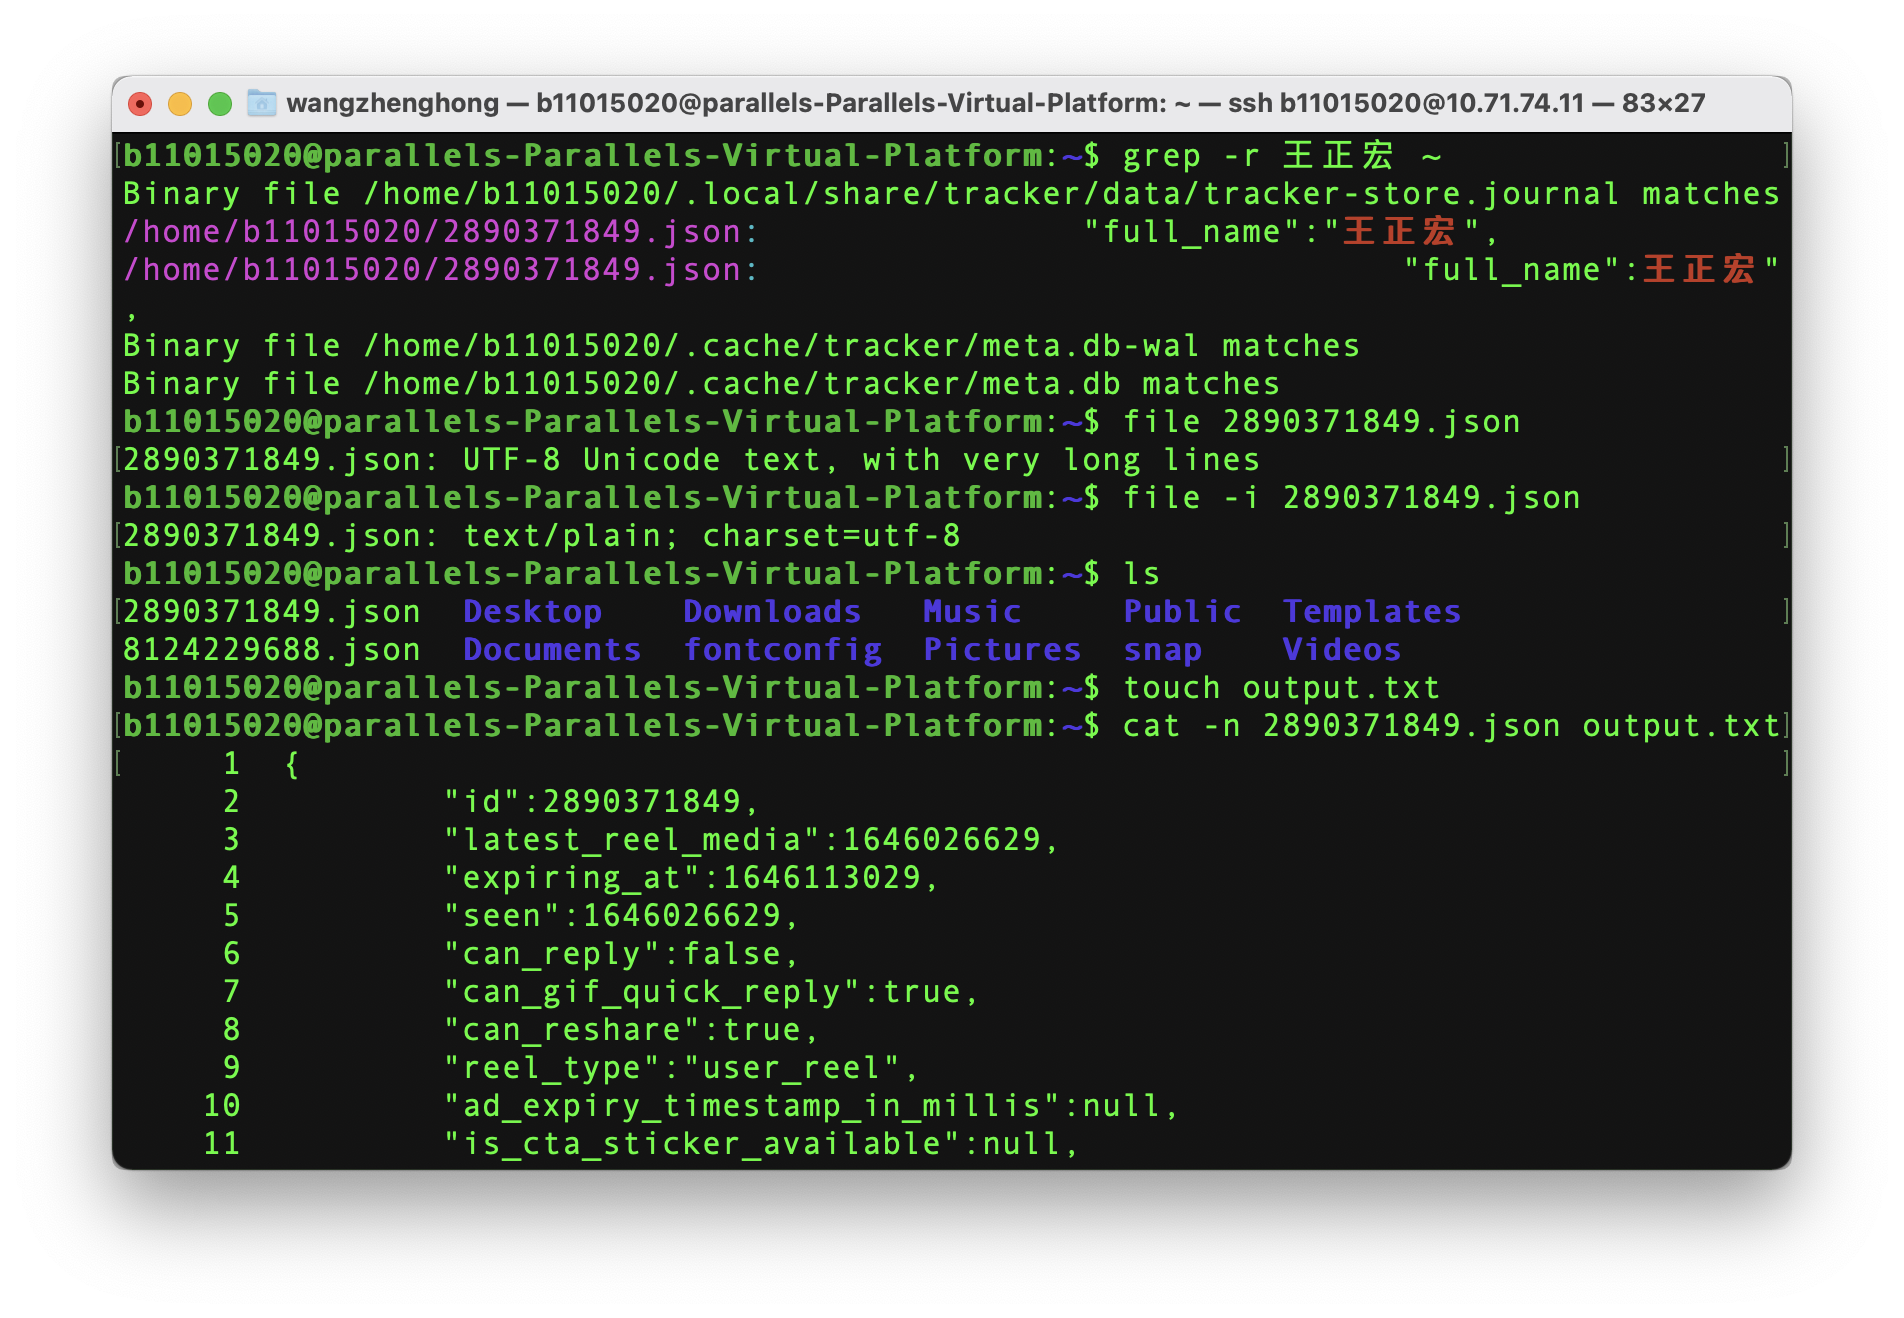 wangzhenghong — b11015020@parallels-Parallels-Virtual-Platform: ~ — ssh b11015020@10.71.74.11 — 83×27
[b11015020@parallels-Parallels-Virtual-Platform:~$ grep -r 王正宏 ~ ]
Binary file /home/b11015020/.local/share/tracker/data/tracker-store.journal matches
/home/b11015020/2890371849.json:                "full_name":"王正宏",
/home/b11015020/2890371849.json:                                "full_name":王正宏"
,
Binary file /home/b11015020/.cache/tracker/meta.db-wal matches
Binary file /home/b11015020/.cache/tracker/meta.db matches
b11015020@parallels-Parallels-Virtual-Platform:~$ file 2890371849.json
[2890371849.json: UTF-8 Unicode text, with very long lines ]
b11015020@parallels-Parallels-Virtual-Platform:~$ file -i 2890371849.json
[2890371849.json: text/plain; charset=utf-8 ]
b11015020@parallels-Parallels-Virtual-Platform:~$ ls
[2890371849.json  Desktop    Downloads   Music     Public  Templates ]
8124229688.json  Documents  fontconfig  Pictures  snap    Videos
b11015020@parallels-Parallels-Virtual-Platform:~$ touch output.txt
[b11015020@parallels-Parallels-Virtual-Platform:~$ cat -n 2890371849.json output.txt]
[     1  { ]
     2          "id":2890371849,
     3          "latest_reel_media":1646026629,
     4          "expiring_at":1646113029,
     5          "seen":1646026629,
     6          "can_reply":false,
     7          "can_gif_quick_reply":true,
     8          "can_reshare":true,
     9          "reel_type":"user_reel",
    10          "ad_expiry_timestamp_in_millis":null,
    11          "is_cta_sticker_available":null,